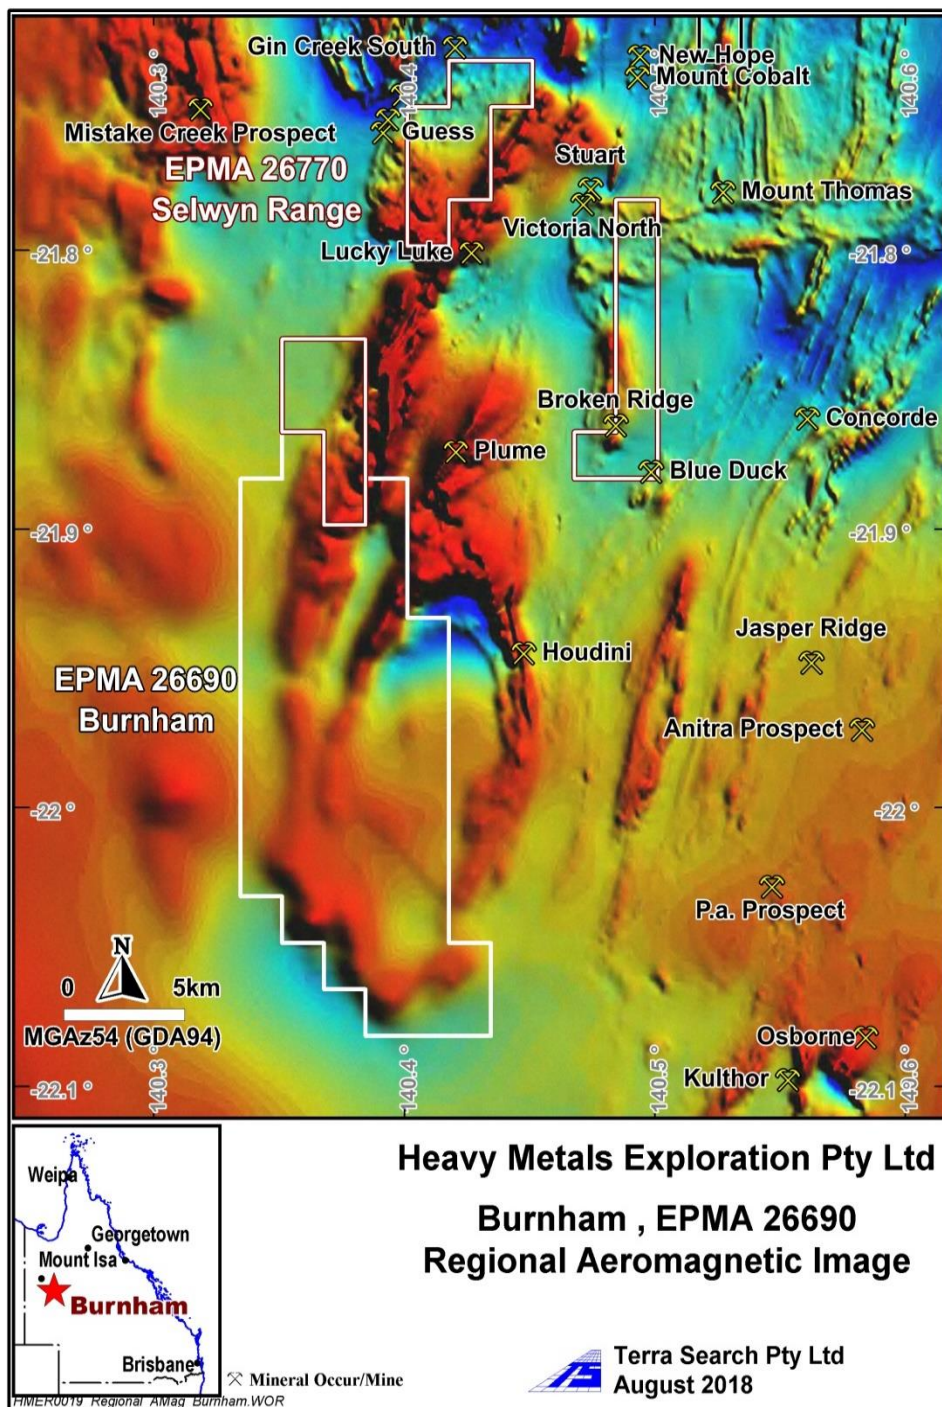 Gin Creek South
New Hope
Mount Cobalt
140.3
140.4
140.6
Mistake Creek Prospect
Guess
EPMA 26770
Selwyn Range
Stuart
Mount Thomas
Victoria North
-21.8 °
Lucky Luke
-21.8 °
Broken Ridge
Concorde
Plume
Blue Duck
-21.9 °
-21.9 °
Jasper Ridge
Houdini
EPMA 26690
Burnham
Anitra Prospect
-22 °
-22 °
P.a. Prospect
N
0 5km
MGAz54 (GDA94)
Osborne
Kulthor
-22.1 °
140.3
140.4
140.5
-22.1
140.6
Weipa
Georgetown
Mount Isa
Burnham
Brisbane
HMER0019_Regional_AMag_Burnham.WOR
Mineral Occur/Mine
Heavy Metals Exploration Pty Ltd
Burnham , EPMA 26690
Regional Aeromagnetic Image
TS
Terra Search Pty Ltd
August 2018